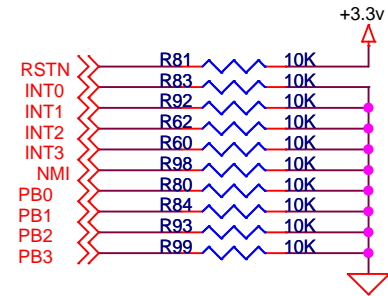 +3.3v
RSTN R81 10K
INT0 R83 10K
INT1 R92 10K
INT2 R62 10K
INT3 R60 10K
NMI R98 10K
PB0 R80 10K
PB1 R84 10K
PB2 R93 10K
PB3 R99 10K